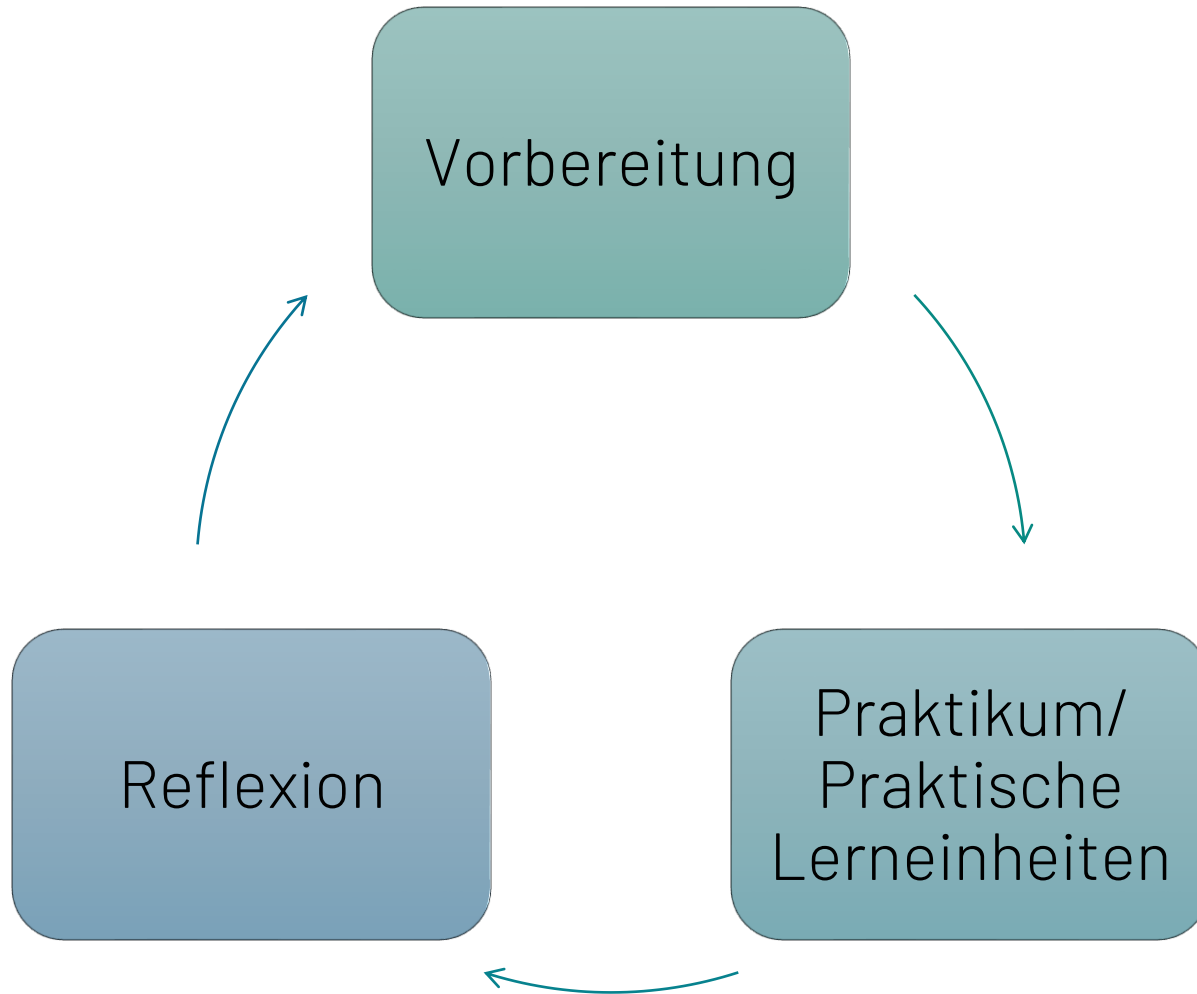 Vorbereitung
Praktikum/
Praktische
Lerneinheiten
Reflexion